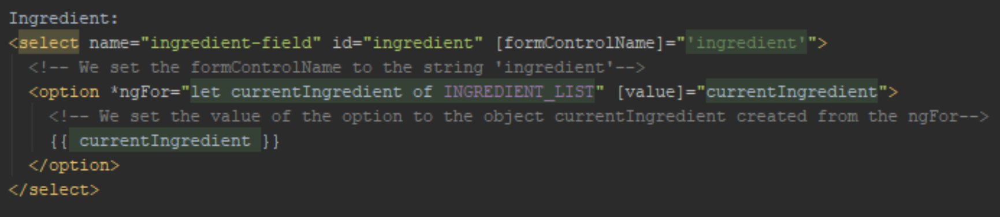 Ingredient:
<select name="ingredient-field" id="ingredient" [formControlName]="'ingredient'">
<!-- We set the formControlName to the string 'ingredient'-->
<option *ngFor="let currentIngredient of INGREDIENT_LIST" [value]="currentIngredient">
<!-- We set the value of the option to the object currentIngredient created from the ngFor-->
{{ currentIngredient }}
</option>
</select>